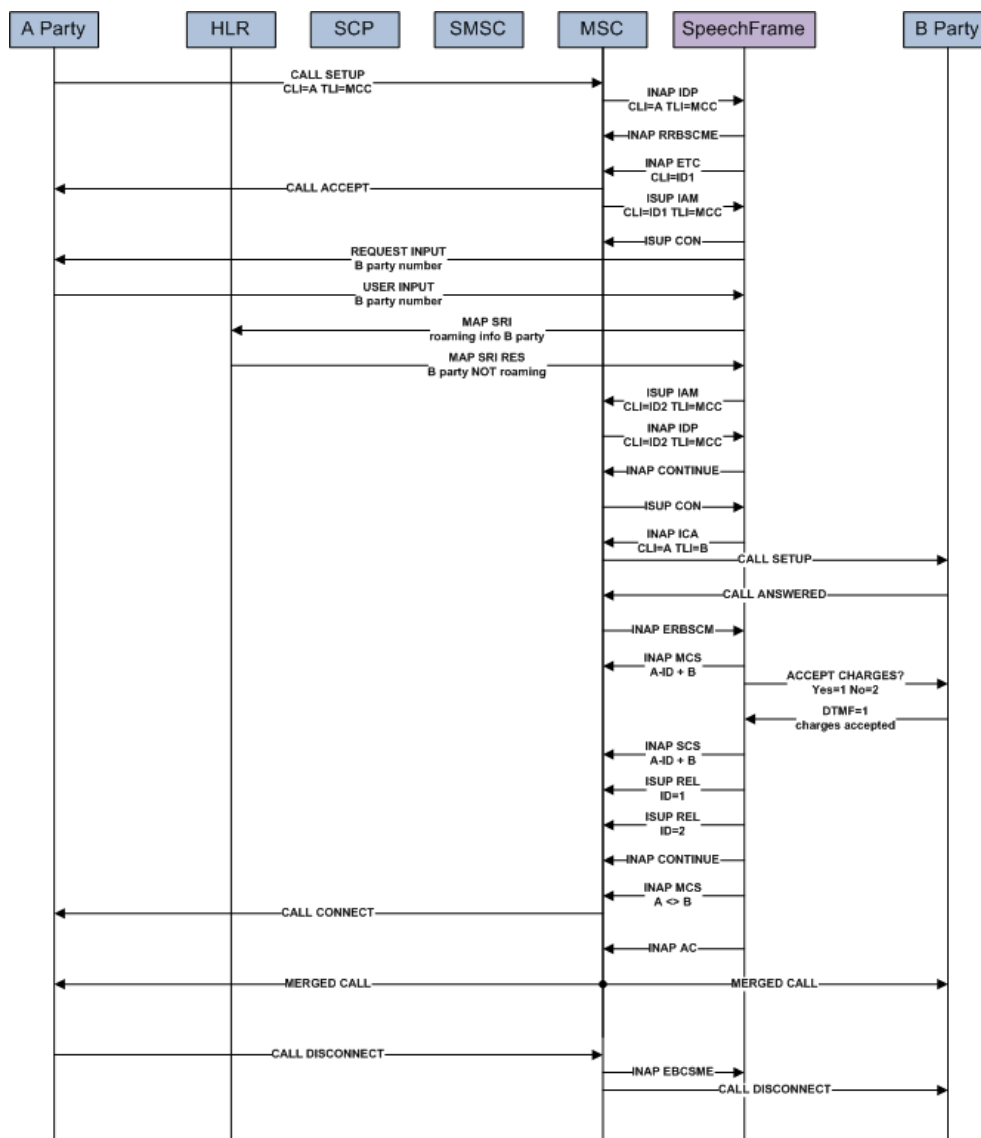 A Party
HLR
SCP
SMSC
MSC
SpeechFrame
B Party
CALL SETUP
CLI=A TLI=MCC
INAP IDP
CLI=A TLI=MCC
INAP RRBSCME
INAP ETC
CLI=ID1
CALL ACCEPT
ISUP IAM
CLI=ID1 TLI=MCC
ISUP CON
REQUEST INPUT
B party number
USER INPUT
B party number
MAP SRI
roaming info B party
MAP SRI RES
B party NOT roaming
ISUP IAM
CLI=ID2 TLI=MCC
INAP IDP
CLI=ID2 TLI=MCC
INAP CONTINUE
ISUP CON
INAP ICA
CLI=A TLI=B
CALL SETUP
CALL ANSWERED
INAP ERBSCM
INAP MCS
A-ID + B
ACCEPT CHARGES?
Yes=1 No=2
DTMF=1
charges accepted
INAP SCS
A-ID + B
ISUP REL
ID=1
ISUP REL
ID=2
INAP CONTINUE
INAP MCS
A <> B
CALL CONNECT
INAP AC
MERGED CALL
MERGED CALL
CALL DISCONNECT
INAP EBCSME
CALL DISCONNECT